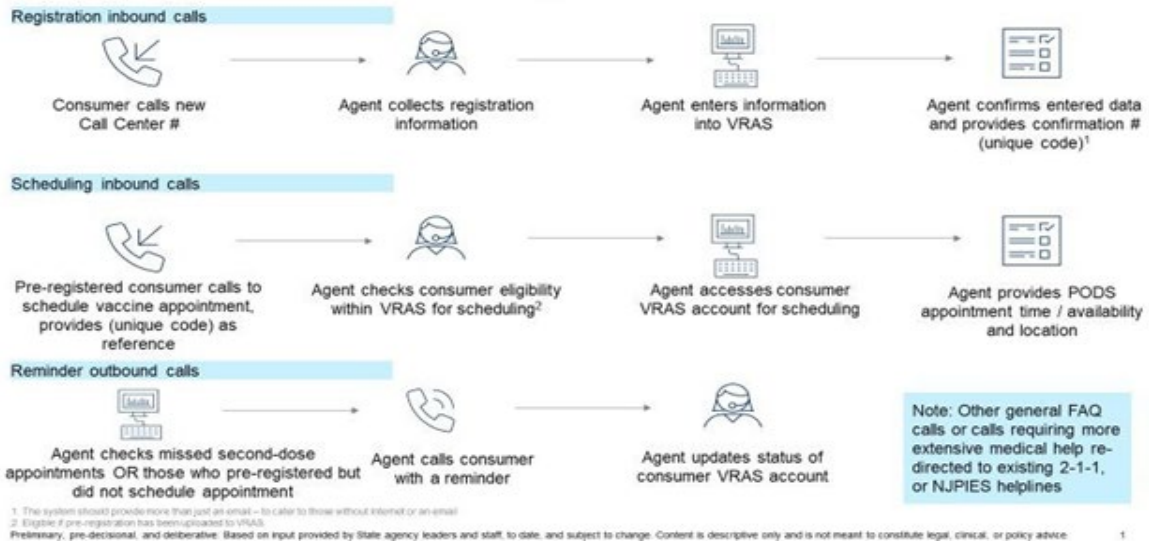 Registration inbound calls
Consumer calls new
Call Center #
Agent collects registration
information
Agent enters information
into VRAS
Agent confirms entered data
and provides confirmation #
(unique code)1
Scheduling inbound calls
Pre-registered consumer calls to
schedule vaccine appointment,
provides (unique code) as
reference
Agent checks consumer eligibility
within VRAS for scheduling2
Agent accesses consumer
VRAS account for scheduling
Agent provides PODS
appointment time / availability
and location
Reminder outbound calls
Agent checks missed second-dose
appointments OR those who pre-registered but
did not schedule appointment
Agent calls consumer
with a reminder
Agent updates status of
consumer VRAS account
Note: Other general FAQ
calls or calls requiring more
extensive medical help re-
directed to existing 2-1-1,
or NJPIES helplines
1. The system should provide more than just an email – to cater to those without internet or an email
2. Eligible if pre-registration has been uploaded to VRAS
Preliminary, pre-decisional, and deliberative. Based on input provided by State agency leaders and staff, to date, and subject to change. Content is descriptive only and is not meant to constitute legal, clinical, or policy advice
1